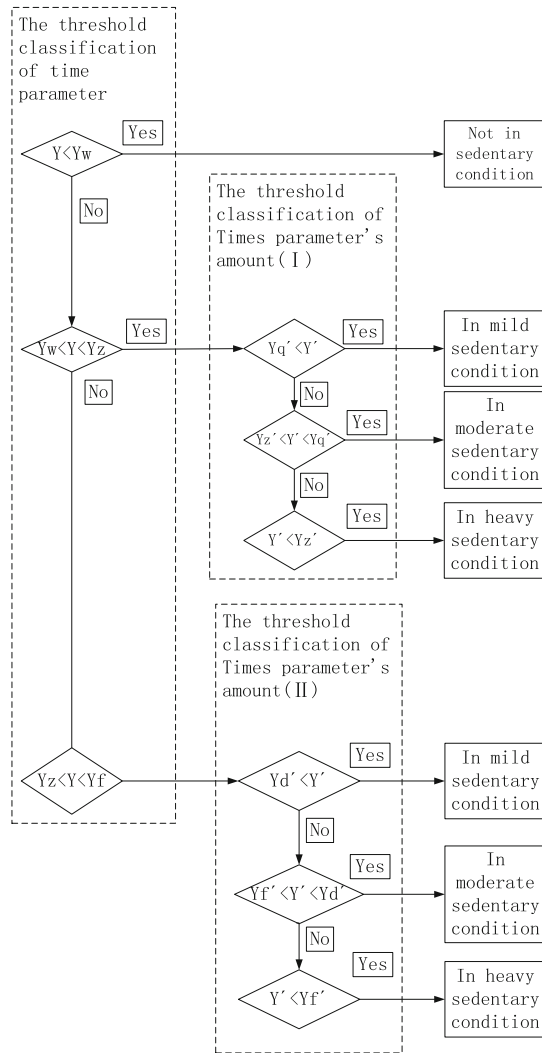 The threshold
classification
of time
parameter
Y<Yw
Yes
Not in
sedentary
condition
No
The threshold
classification of
Times parameter's
amount(Ⅰ)
Yw<Y<Yz
Yes
Yq′<Y′
Yes
In mild
sedentary
condition
No
No
Yz′<Y′<Yq′
Yes
In
moderate
sedentary
condition
No
Y′<Yz′
Yes
In heavy
sedentary
condition
The threshold
classification of
Times parameter's
amount(Ⅱ)
Yz<Y<Yf
Yd′<Y′
Yes
In mild
sedentary
condition
No
Yf′<Y′<Yd′
Yes
In
moderate
sedentary
condition
No
Y′<Yf′
Yes
In heavy
sedentary
condition